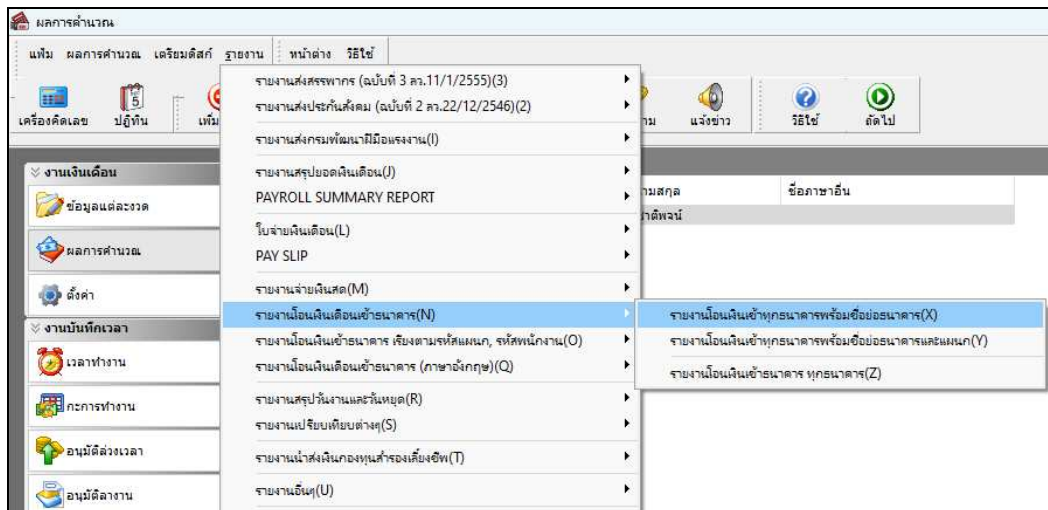 ผลการคำนวณ
แฟ้ม ผลการคำนวณ เตรียมดิสก์ รายงาน หน้าต่าง วิธีใช้
เครื่องคิดเลข ปฏิทิน แจ้งข่าว วิธีใช้ ถัดไป
รายงานส่งสรรพากร (ฉบับที่ 3 ลว.11/1/2555)(3)
รายงานส่งประกันสังคม (ฉบับที่ 2 ลว.22/12/2546)(2)
รายงานส่งกรมพัฒนาฝีมือแรงงาน(I)
รายงานสรุปยอดเงินเดือน(J)
PAYROLL SUMMARY REPORT
ใบจ่ายเงินเดือน(L)
PAY SLIP
รายงานจ่ายเงินสด(M)
รายงานโอนเงินเดือนเข้าธนาคาร(N)
รายงานโอนเงินเข้าธนาคาร เรียงตามรหัสแผนก, รหัสพนักงาน(O)
รายงานโอนเงินเดือนเข้าธนาคาร (ภาษาอังกฤษ)(Q)
รายงานสรุปวันงานและวันหยุด(R)
รายงานเปรียบเทียบต่างๆ(S)
รายงานนำส่งเงินกองทุนสำรองเลี้ยงชีพ(T)
รายงานอื่นๆ(U)
รายงานโอนเงินเข้าทุกธนาคารพร้อมชื่อย่อธนาคาร(X)
รายงานโอนเงินเข้าทุกธนาคารพร้อมชื่อย่อธนาคารและแผนก(Y)
รายงานโอนเงินเข้าธนาคาร ทุกธนาคาร(Z)
งานเงินเดือน
ข้อมูลแต่ละงวด
ผลการคำนวณ
ตั้งค่า
งานบันทึกเวลา
เวลาทำงาน
กะการทำงาน
อนุมัติล่วงเวลา
อนุมัติลางาน
ชื่อภาษาอื่น